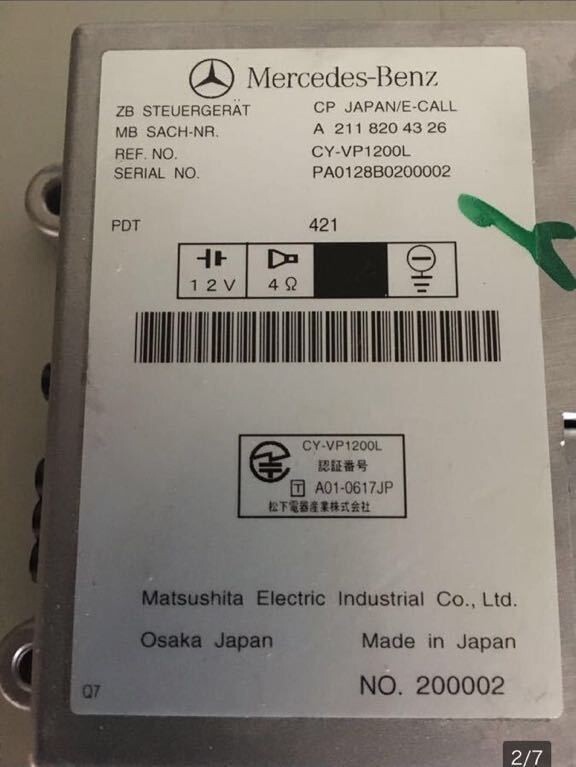 Mercedes-Benz
ZB STEUERGERÄT CP JAPAN/E-CALL
MB SACH-NR. A 211 820 43 26
REF. NO. CY-VP1200L
SERIAL NO. PA0128B0200002
PDT 421
12V 4Ω
CY-VP1200L
認証番号
T A01-0617JP
松下電器産業株式会社
Matsushita Electric Industrial Co., Ltd.
Osaka Japan Made in Japan
Q7 NO. 200002
2/7